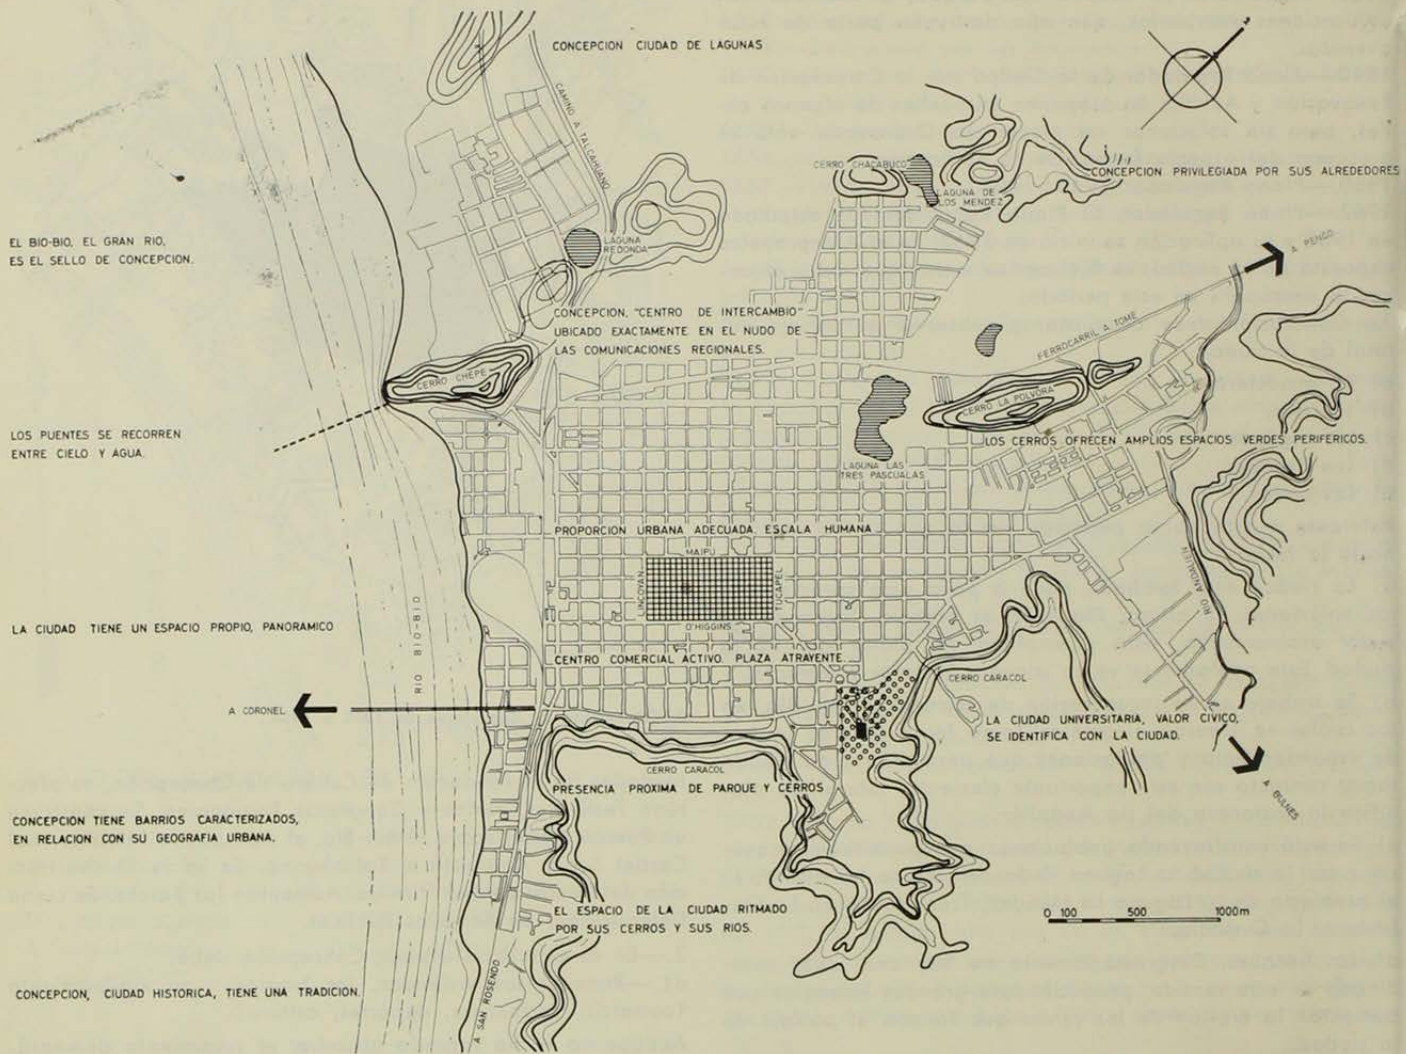 CONCEPCION CIUDAD DE LAGUNAS
CAMINO A TALCAHUANO
CERRO CHACABUCO
LAGUNA DE
LOS MENDEZ
CONCEPCION PRIVILEGIADA POR SUS ALREDEDORES
EL BIO-BIO, EL GRAN RIO,
ES EL SELLO DE CONCEPCION.
LAGUNA
REDONDA
A PENCO
CONCEPCION, "CENTRO DE INTERCAMBIO"
UBICADO EXACTAMENTE EN EL NUDO DE
LAS COMUNICACIONES REGIONALES.
FERROCARRIL A TOME
CERRO CHEPE
CERRO LA POLVORA
LOS PUENTES SE RECORREN
ENTRE CIELO Y AGUA.
LOS CERROS OFRECEN AMPLIOS ESPACIOS VERDES PERIFERICOS.
LAGUNA LAS
TRES PASCUALAS
PROPORCION URBANA ADECUADA. ESCALA HUMANA
MAIPU
LINCOYAN
TUCAPEL
O'HIGGINS
RIO ANDALIEN
LA CIUDAD TIENE UN ESPACIO PROPIO, PANORAMICO
RIO BIO-BIO
CENTRO COMERCIAL ACTIVO. PLAZA ATRAYENTE.
CERRO CARACOL
A CORONEL
LA CIUDAD UNIVERSITARIA, VALOR CIVICO,
SE IDENTIFICA CON LA CIUDAD.
CERRO CARACOL
PRESENCIA PROXIMA DE PARQUE Y CERROS
A BULNES
CONCEPCION TIENE BARRIOS CARACTERIZADOS,
EN RELACION CON SU GEOGRAFIA URBANA.
EL ESPACIO DE LA CIUDAD RITMADO
POR SUS CERROS Y SUS RIOS.
0 100 500 1000m
CONCEPCION, CIUDAD HISTORICA, TIENE UNA TRADICION.
A SAN ROSENDO